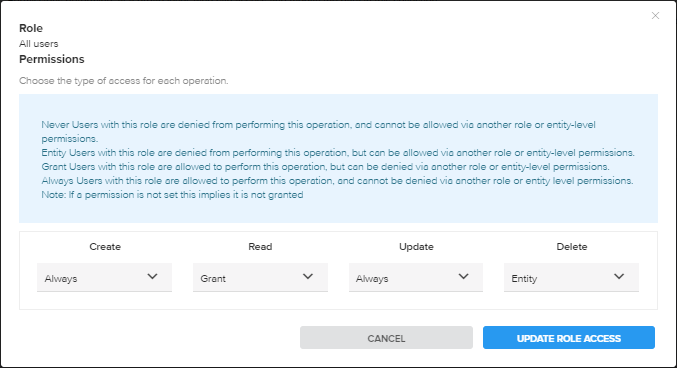 Role
All users
Permissions
Choose the type of access for each operation.
Never Users with this role are denied from performing this operation, and cannot be allowed via another role or entity-level
permissions.
Entity Users with this role are denied from performing this operation, but can be allowed via another role or entity-level permissions.
Grant Users with this role are allowed to perform this operation, but can be denied via another role or entity-level permissions.
Always Users with this role are allowed to perform this operation, and cannot be denied via another role or entity level permissions.
Note: If a permission is not set this implies it is not granted
Create Read Update Delete
Always Grant Always Entity
CANCEL UPDATE ROLE ACCESS